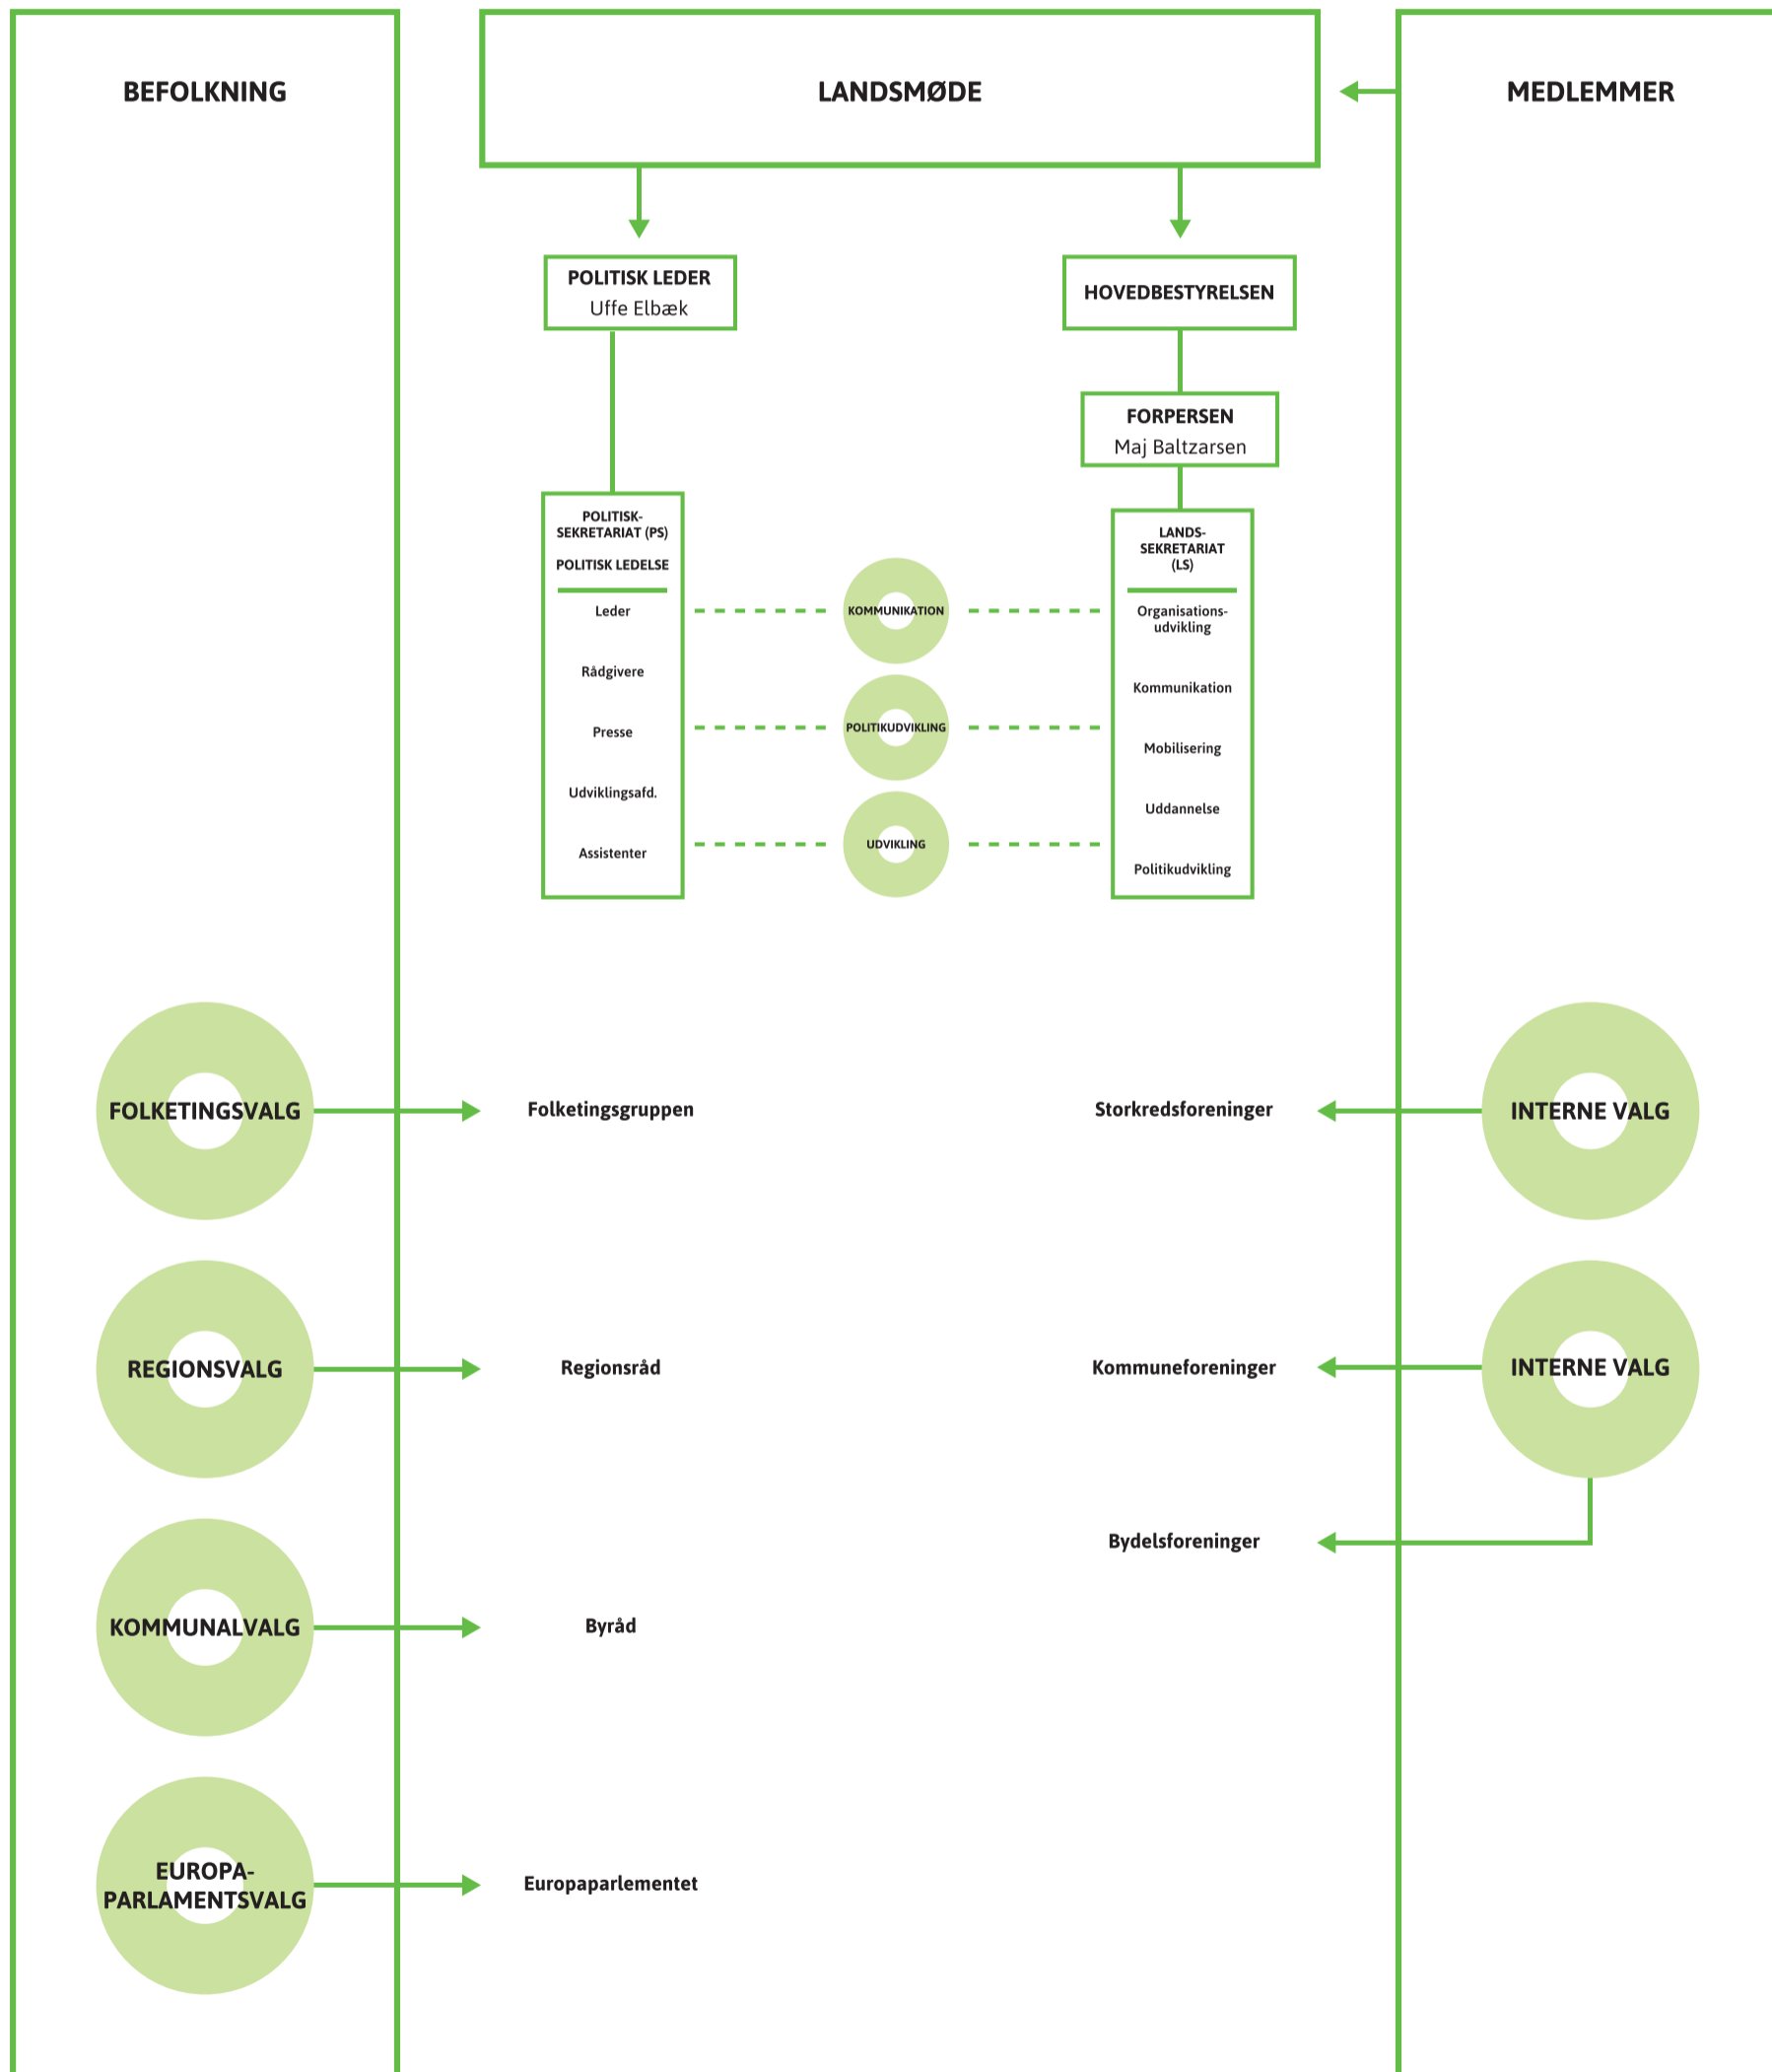 BEFOLKNING
LANDSMØDE
MEDLEMMER
POLITISK LEDER
Uffe Elbæk
HOVEDBESTYRELSEN
FORPERSEN
Maj Baltzarsen
POLITISK-
SEKRETARIAT (PS)
POLITISK LEDELSE
Leder
Rådgivere
Presse
Udviklingsafd.
Assistenter
KOMMUNIKATION
POLITIKUDVIKLING
UDVIKLING
LANDS-
SEKRETARIAT
(LS)
Organisations-
udvikling
Kommunikation
Mobilisering
Uddannelse
Politikudvikling
FOLKETINGSVALG
Folketingsgruppen
Storkredsforeninger
INTERNE VALG
REGIONSVALG
Regionsråd
Kommuneforeninger
INTERNE VALG
Bydelsforeninger
KOMMUNALVALG
Byråd
EUROPA-
PARLAMENTSVALG
Europaparlementet